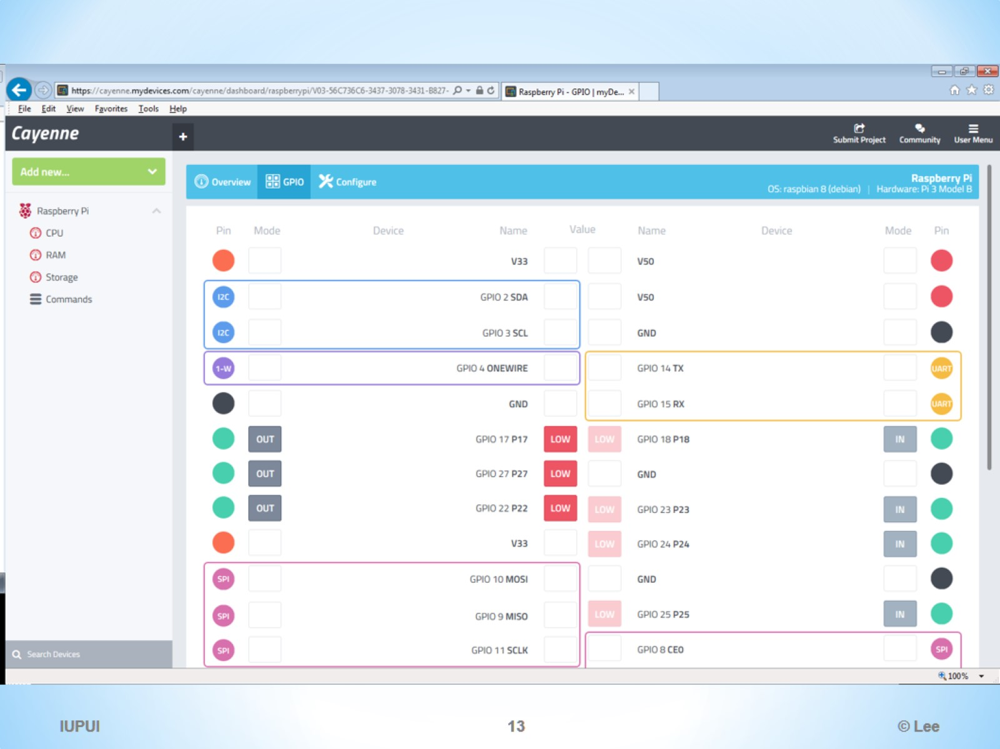 https://cayenne.mydevices.com/cayenne/dashboard/raspberrypi/V03-56C736C6-3437-3078-3431-B827-
Raspberry Pi - GPIO | myDe...
File Edit View Favorites Tools Help
Cayenne
+
Submit Project Community User Menu
Add new...
Raspberry Pi
CPU
RAM
Storage
Commands
Search Devices
Overview GPIO Configure
Raspberry Pi
OS: raspbian 8 (debian) | Hardware: Pi 3 Model B
Pin Mode Device Name Value Name Device Mode Pin
V33 V50
I2C GPIO 2 SDA V50
I2C GPIO 3 SCL GND
1-W GPIO 4 ONEWIRE GPIO 14 TX UART
GND GPIO 15 RX UART
OUT GPIO 17 P17 LOW LOW GPIO 18 P18 IN
OUT GPIO 27 P27 LOW GND
OUT GPIO 22 P22 LOW LOW GPIO 23 P23 IN
V33 LOW GPIO 24 P24 IN
SPI GPIO 10 MOSI GND
SPI GPIO 9 MISO LOW GPIO 25 P25 IN
SPI GPIO 11 SCLK GPIO 8 CE0 SPI
100%
IUPUI 13 © Lee